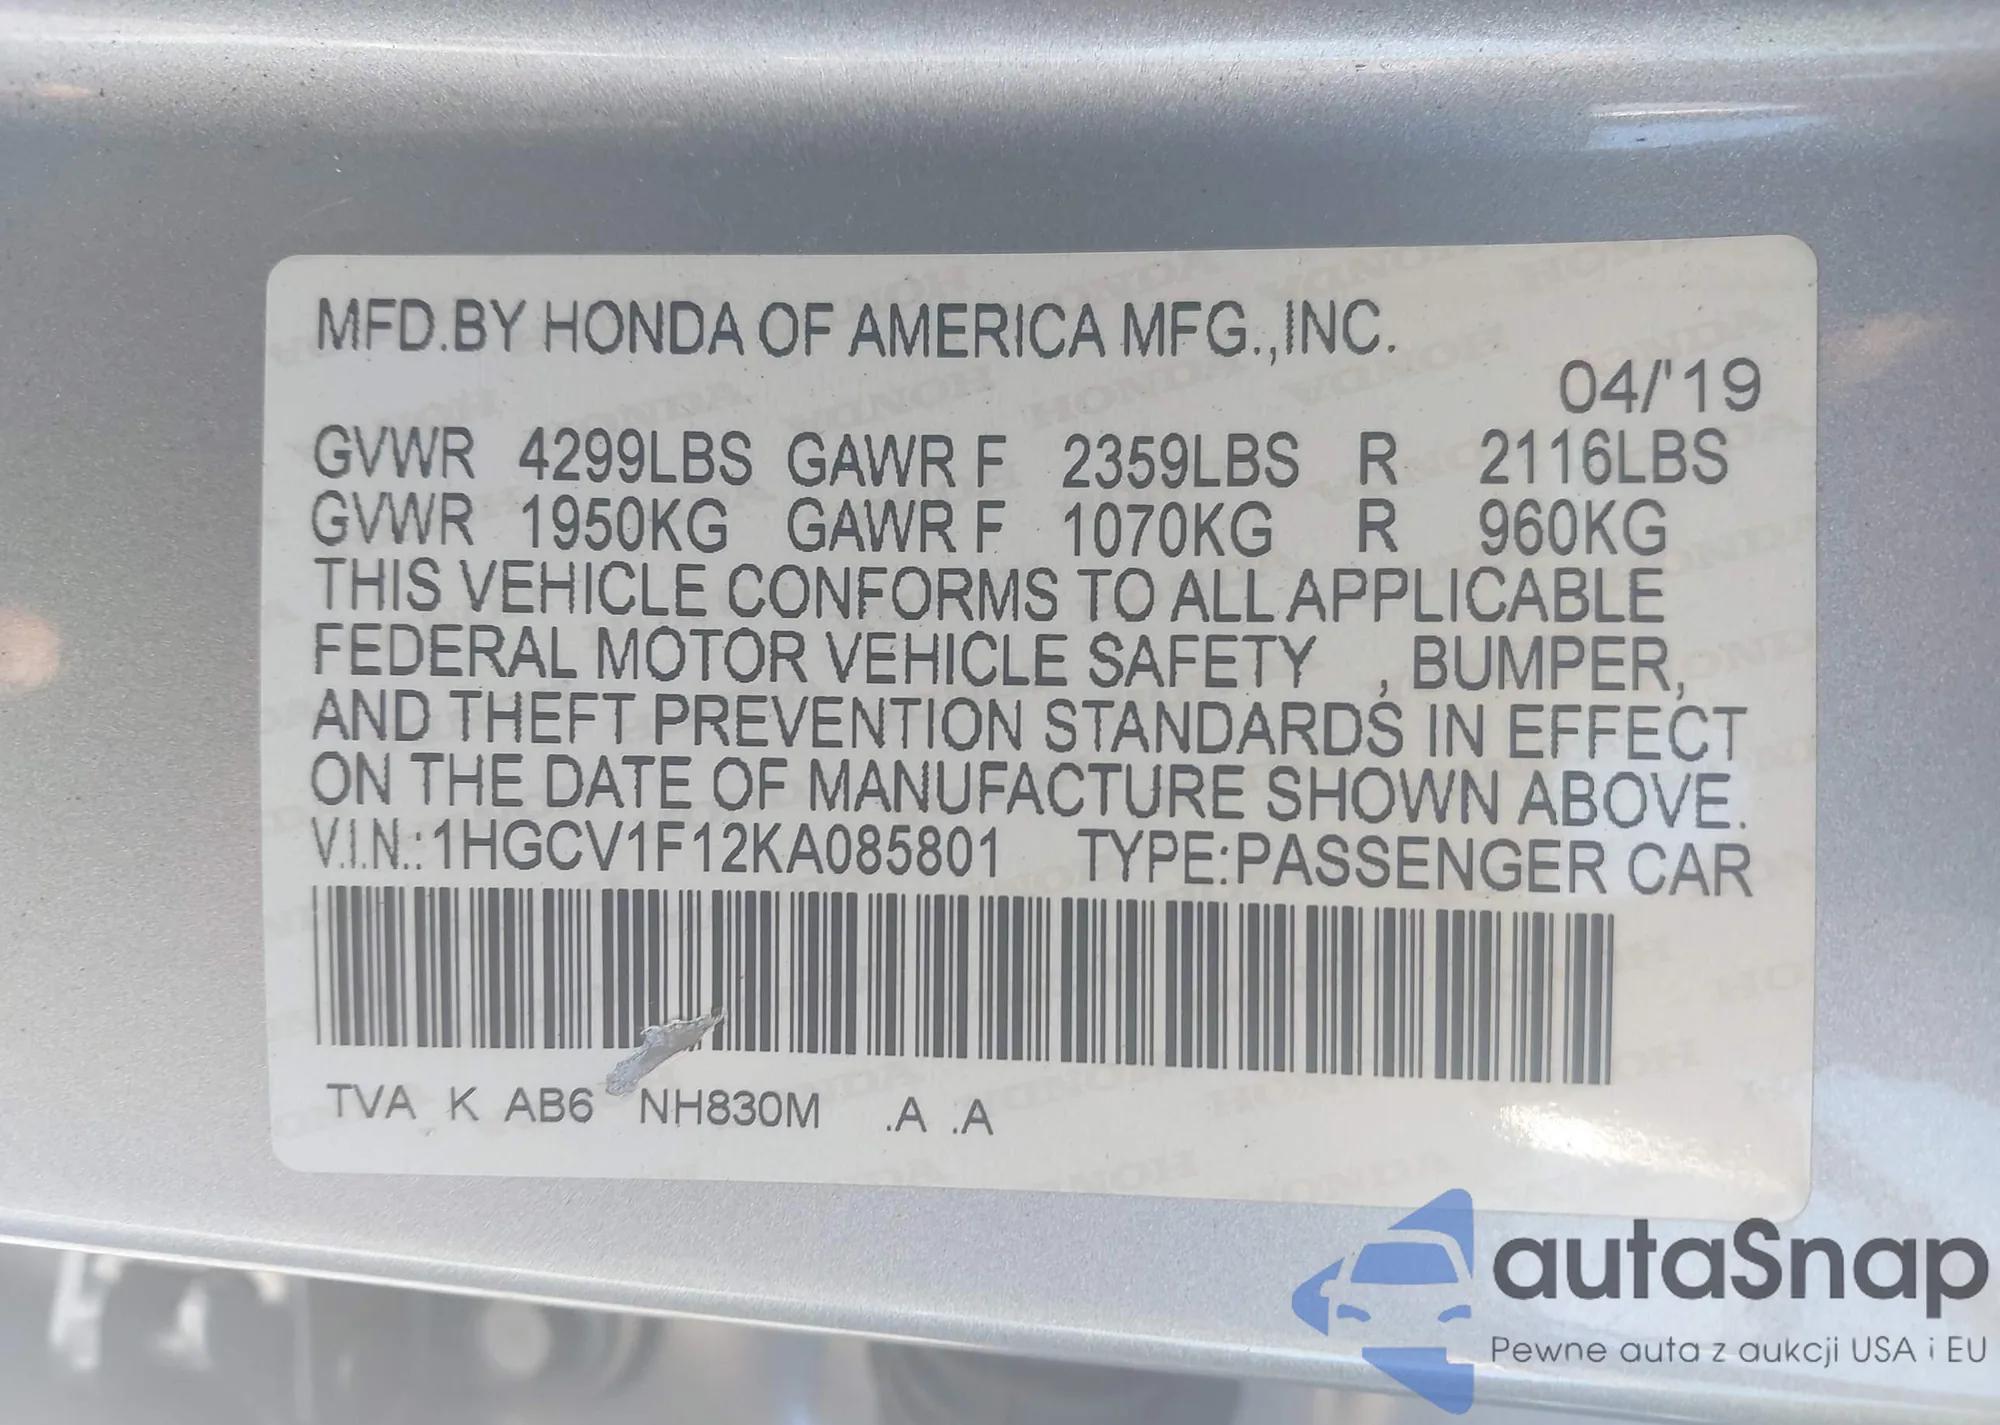 MFD.BY HONDA OF AMERICA MFG.,INC.
04/'19
GVWR 4299LBS GAWR F 2359LBS R 2116LBS
GVWR 1950KG GAWR F 1070KG R 960KG
THIS VEHICLE CONFORMS TO ALL APPLICABLE
FEDERAL MOTOR VEHICLE SAFETY , BUMPER,
AND THEFT PREVENTION STANDARDS IN EFFECT
ON THE DATE OF MANUFACTURE SHOWN ABOVE.
V.I.N.:1HGCV1F12KA085801 TYPE:PASSENGER CAR
TVA K AB6 NH830M .A .A
autaSnap
Pewne auta z aukcji USA i EU